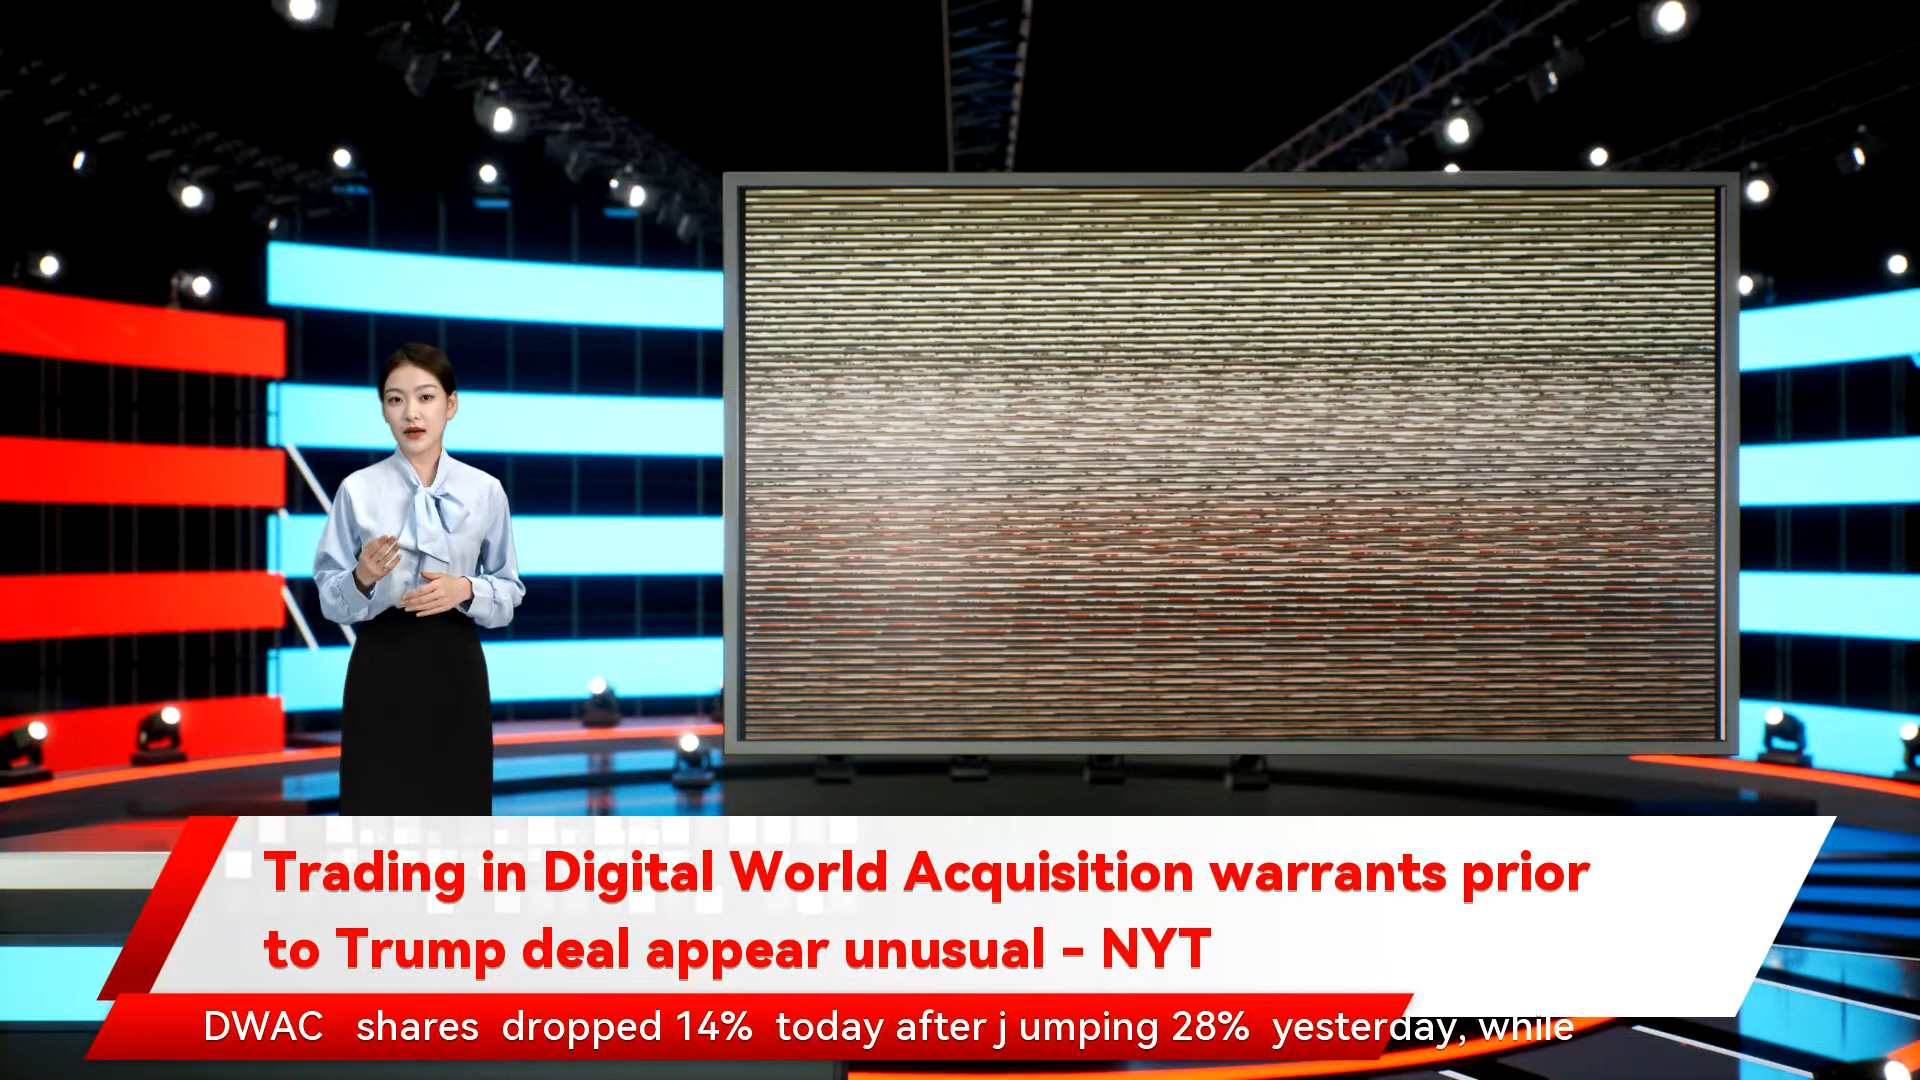 Trading in Digital World Acquisition warrants prior
to Trump deal appear unusual - NYT
DWAC shares dropped 14% today after j umping 28% yesterday, while